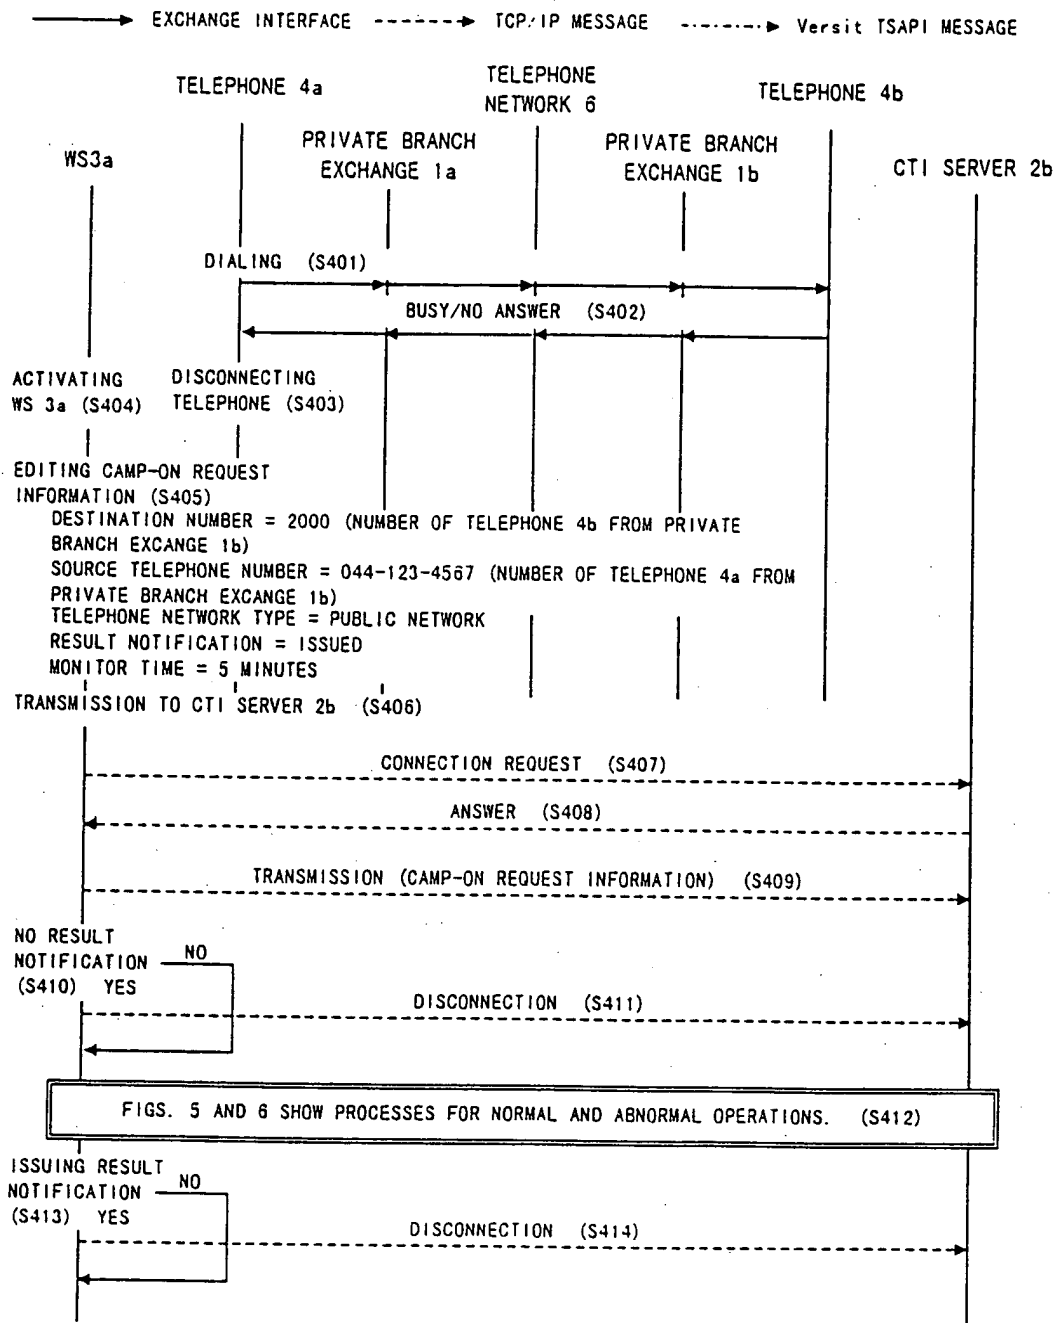 EXCHANGE INTERFACE TCP/IP MESSAGE Versit TSAPI MESSAGE
TELEPHONE 4a
TELEPHONE
NETWORK 6
TELEPHONE 4b
WS3a
PRIVATE BRANCH
EXCHANGE 1a
PRIVATE BRANCH
EXCHANGE 1b
CTI SERVER 2b
DIALING (S401)
BUSY/NO ANSWER (S402)
ACTIVATING
WS 3a (S404)
DISCONNECTING
TELEPHONE (S403)
EDITING CAMP-ON REQUEST
INFORMATION (S405)
DESTINATION NUMBER = 2000 (NUMBER OF TELEPHONE 4b FROM PRIVATE
BRANCH EXCANGE 1b)
SOURCE TELEPHONE NUMBER = 044-123-4567 (NUMBER OF TELEPHONE 4a FROM
PRIVATE BRANCH EXCANGE 1b)
TELEPHONE NETWORK TYPE = PUBLIC NETWORK
RESULT NOTIFICATION = ISSUED
MONITOR TIME = 5 MINUTES
TRANSMISSION TO CTI SERVER 2b (S406)
CONNECTION REQUEST (S407)
ANSWER (S408)
TRANSMISSION (CAMP-ON REQUEST INFORMATION) (S409)
NO RESULT
NOTIFICATION NO
(S410) YES
DISCONNECTION (S411)
FIGS. 5 AND 6 SHOW PROCESSES FOR NORMAL AND ABNORMAL OPERATIONS. (S412)
ISSUING RESULT
NOTIFICATION NO
(S413) YES
DISCONNECTION (S414)